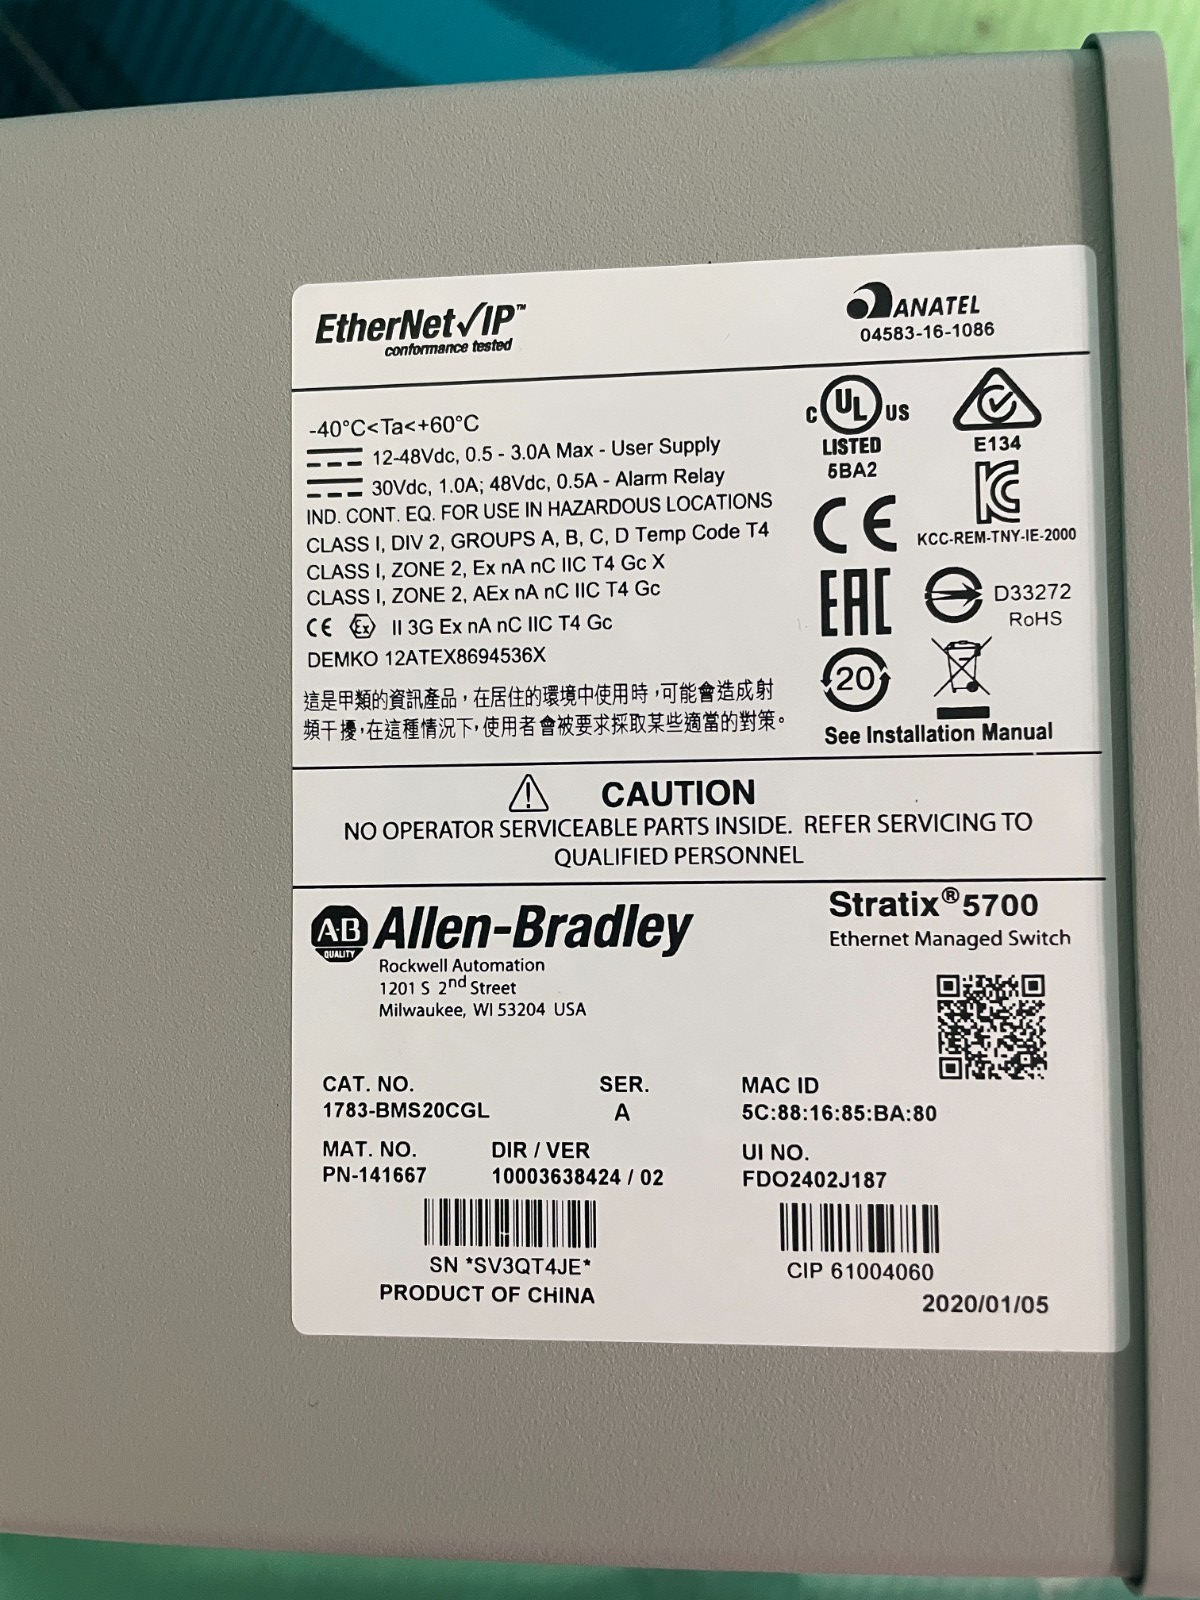 EtherNet/IP™
conformance tested
ANATEL
04583-16-1086
-40°C<Ta<+60°C
12-48Vdc, 0.5 - 3.0A Max - User Supply
30Vdc, 1.0A; 48Vdc, 0.5A - Alarm Relay
IND. CONT. EQ. FOR USE IN HAZARDOUS LOCATIONS
CLASS I, DIV 2, GROUPS A, B, C, D Temp Code T4
CLASS I, ZONE 2, Ex nA nC IIC T4 Gc X
CLASS I, ZONE 2, AEx nA nC IIC T4 Gc
CE Ex II 3G Ex nA nC IIC T4 Gc
DEMKO 12ATEX8694536X
這是甲類的資訊產品，在居住的環境中使用時，可能會造成射
頻干擾，在這種情況下，使用者會被要求採取某些適當的對策。
C UL US
LISTED
5BA2
E134
CE
KC
KCC-REM-TNY-IE-2000
EAC
D33272
RoHS
20
See Installation Manual
CAUTION
NO OPERATOR SERVICEABLE PARTS INSIDE. REFER SERVICING TO
QUALIFIED PERSONNEL
A-B
QUALITY
Allen-Bradley
Rockwell Automation
1201 S 2nd Street
Milwaukee, WI 53204 USA
Stratix® 5700
Ethernet Managed Switch
CAT. NO. SER. MAC ID
1783-BMS20CGL A 5C:88:16:85:BA:80
MAT. NO. DIR / VER UI NO.
PN-141667 10003638424 / 02 FDO2402J187
SN *SV3QT4JE*
CIP 61004060
PRODUCT OF CHINA
2020/01/05